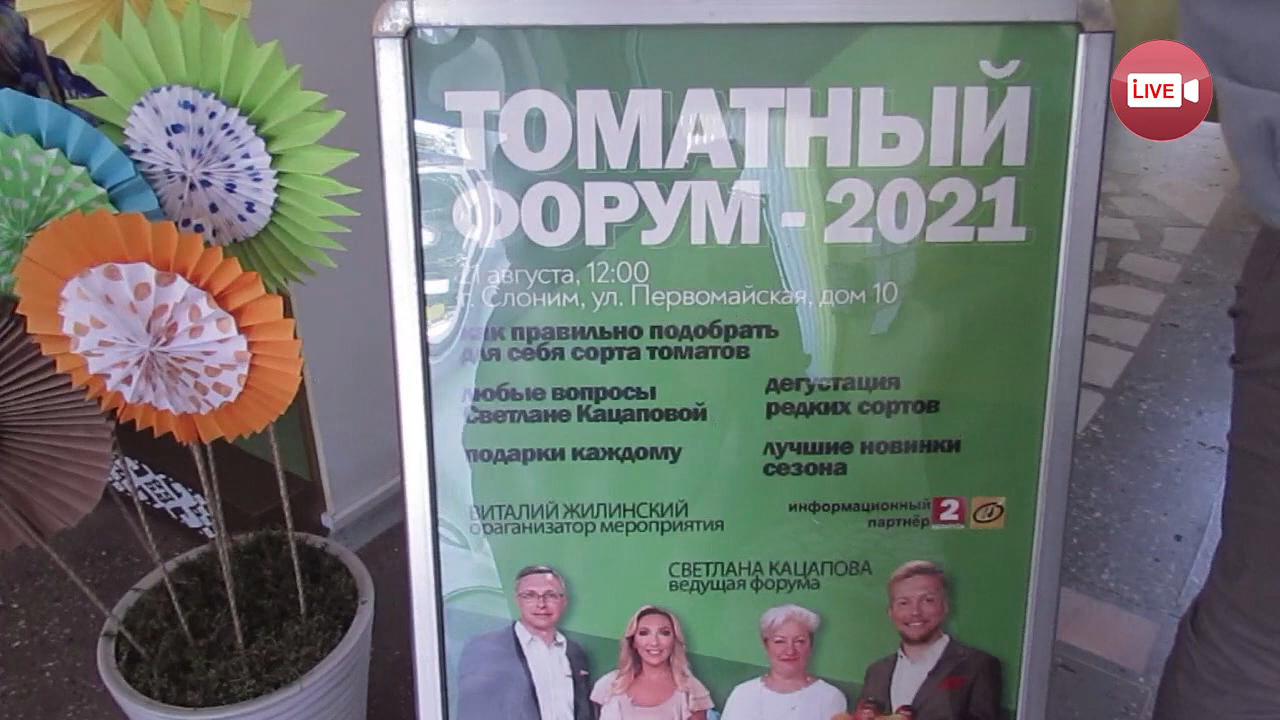 LIVE
ТОМАТНЫЙ
ФОРУМ - 2021
21 августа, 12:00
г. Слоним, ул. Первомайская, дом 10
как правильно подобрать
для себя сорта томатов
любые вопросы
Светлане Кацаповой
подарки каждому
дегустация
редких сортов
лучшие новинки
сезона
ВИТАЛИЙ ЖИЛИНСКИЙ
ораганизатор мероприятия
информационный
партнёр
2
СВЕТЛАНА КАЦАПОВА
ведущая форума